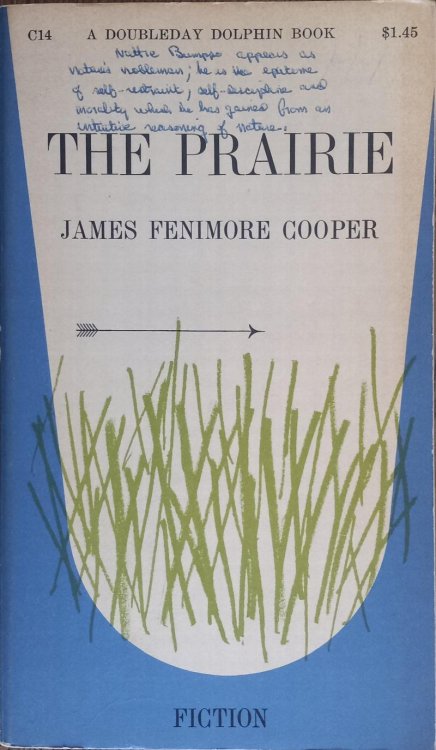 C14 A DOUBLEDAY DOLPHIN BOOK $1.45
Nattie Bumppo appears as
nature's nobleman; he is the epitome
of self-restraint, self-discipline and
morality which he has gained from an
intuitive reasoning of nature.
THE PRAIRIE
JAMES FENIMORE COOPER
FICTION